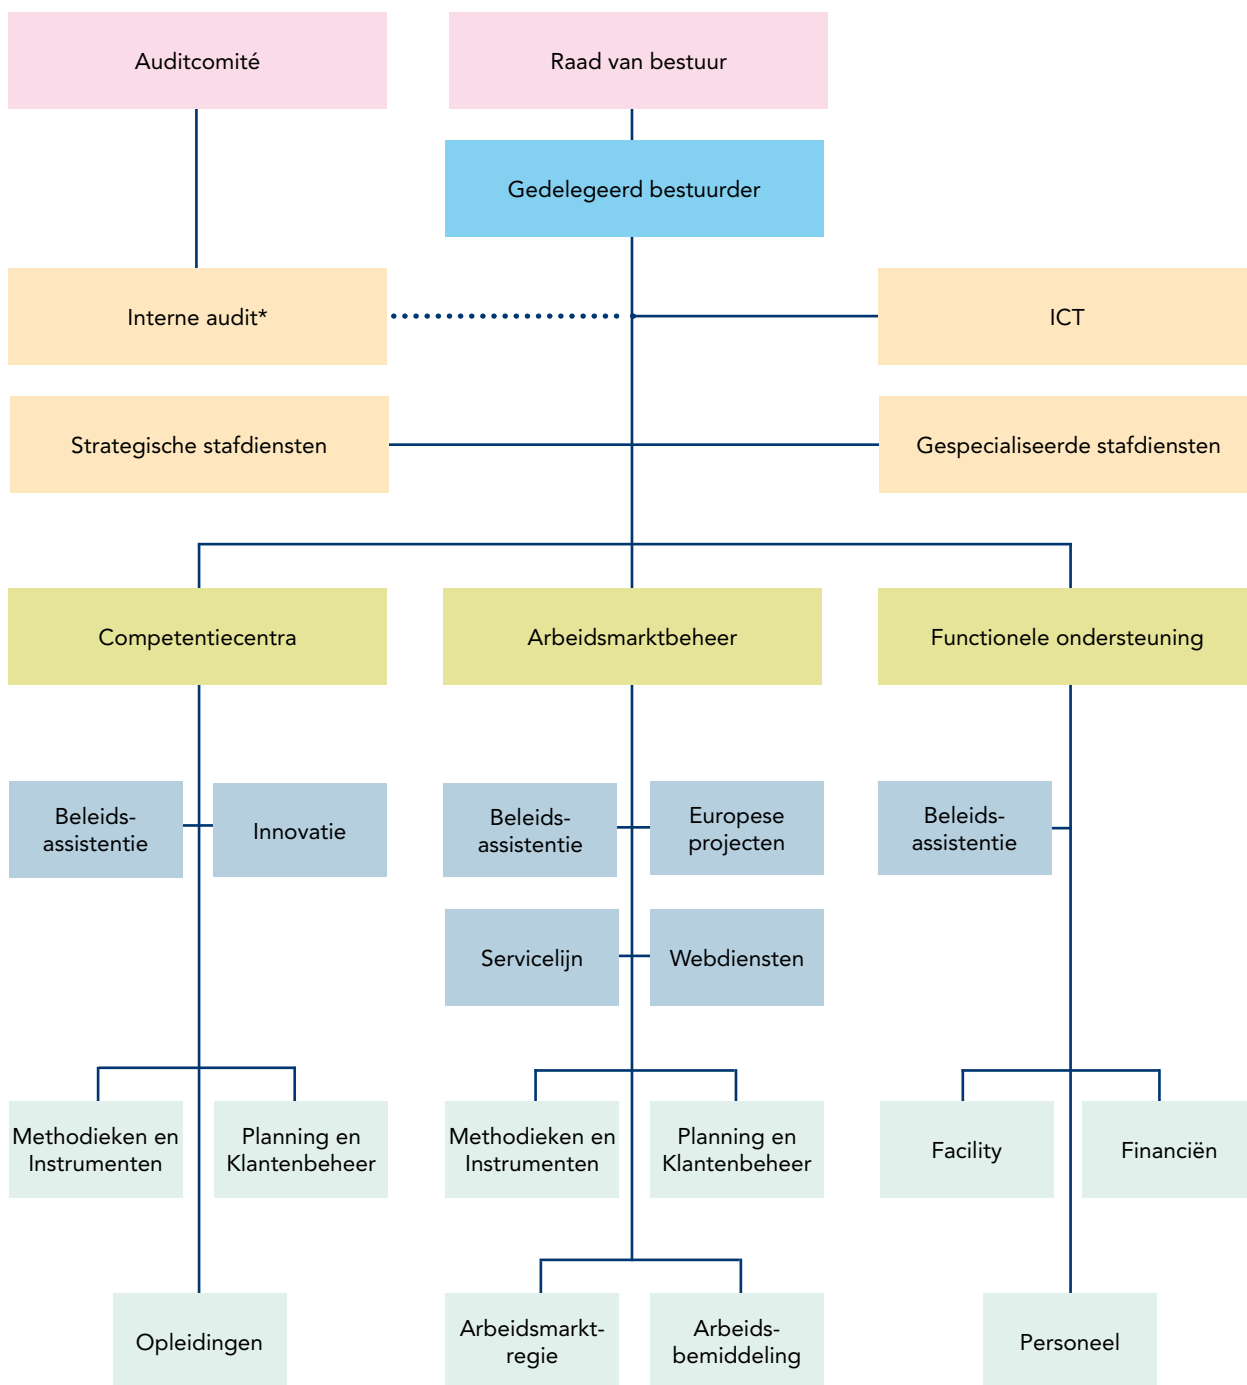 Auditcomité
Raad van bestuur
Gedelegeerd bestuurder
Interne audit*
ICT
Strategische stafdiensten
Gespecialiseerde stafdiensten
Competentiecentra
Arbeidsmarktbeheer
Functionele ondersteuning
Beleids-
assistentie
Innovatie
Beleids-
assistentie
Europese
projecten
Beleids-
assistentie
Servicelijn
Webdiensten
Methodieken en
Instrumenten
Planning en
Klantenbeheer
Methodieken en
Instrumenten
Planning en
Klantenbeheer
Facility
Financiën
Opleidingen
Arbeidsmarkt-
regie
Arbeids-
bemiddeling
Personeel